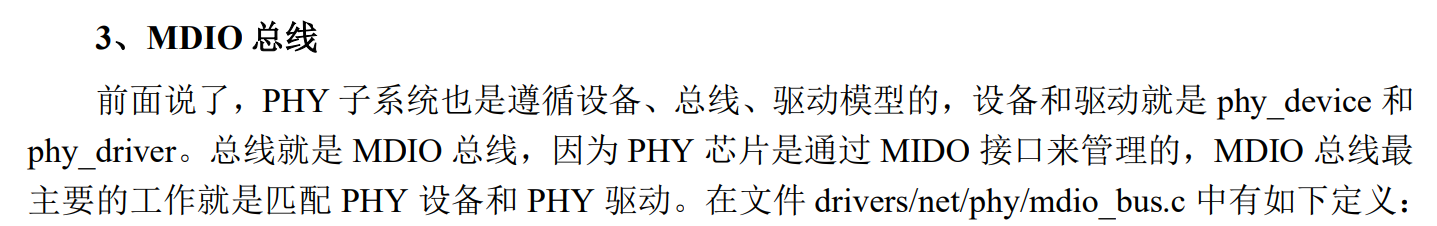 3、MDIO 总线
前面说了，PHY 子系统也是遵循设备、总线、驱动模型的，设备和驱动就是 phy_device 和
phy_driver。总线就是 MDIO 总线，因为 PHY 芯片是通过 MIDO 接口来管理的，MDIO 总线最
主要的工作就是匹配 PHY 设备和 PHY 驱动。在文件 drivers/net/phy/mdio_bus.c 中有如下定义：